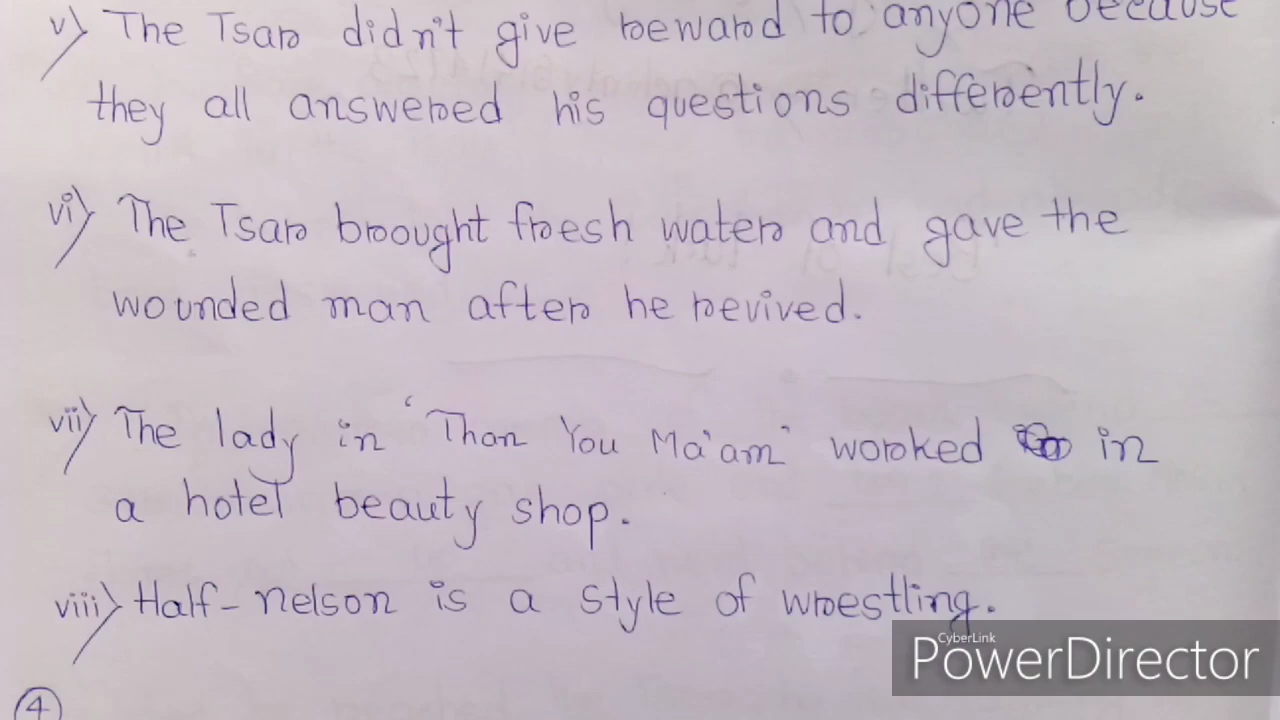 v) The Tsar didn't give reward to anyone because
they all answered his questions differently.
vi) The Tsar brought fresh water and gave the
wounded man after he revived.
vii) The lady in 'Than You Ma'am' worked in
a hotel beauty shop.
viii) Half-nelson is a style of wrestling.
4
CyberLink
PowerDirector